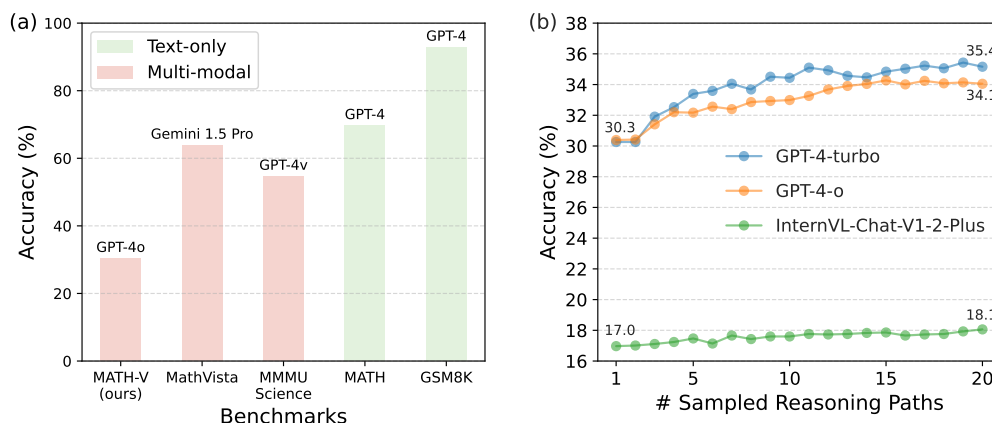 (a)
Accuracy (%)
100
80
60
40
20
0
Text-only
Multi-modal
GPT-4o
Gemini 1.5 Pro
GPT-4v
GPT-4
GPT-4
MATH-V
(ours)
MathVista
MMMU
Science
MATH
GSM8K
Benchmarks
(b)
Accuracy (%)
38
36
34
32
30
28
26
24
22
20
18
16
30.3
35.4
34.1
17.0
18.1
GPT-4-turbo
GPT-4-o
InternVL-Chat-V1-2-Plus
1 5 10 15 20
# Sampled Reasoning Paths